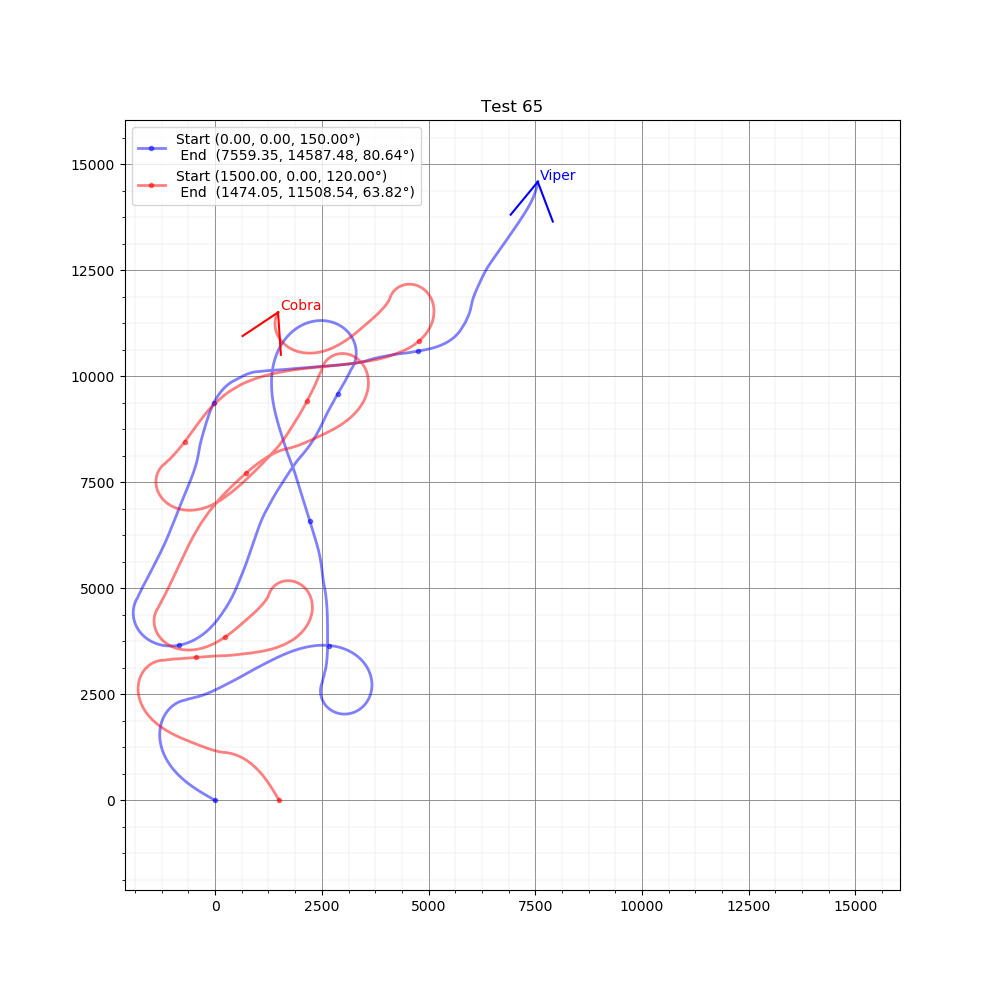 Test 65
Start (0.00, 0.00, 150.00°)
End (7559.35, 14587.48, 80.64°)
Start (1500.00, 0.00, 120.00°)
End (1474.05, 11508.54, 63.82°)
Viper
Cobra
15000
12500
10000
7500
5000
2500
0
0 2500 5000 7500 10000 12500 15000